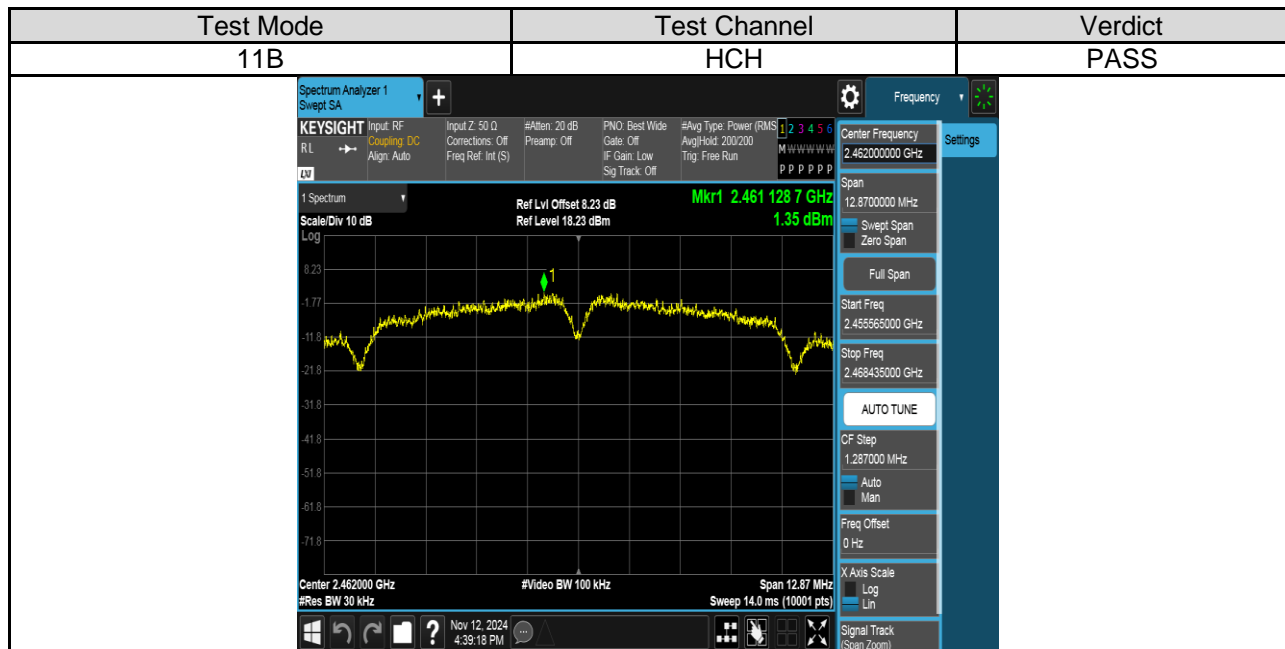 Test Mode Test Channel Verdict
11B HCH PASS
Spectrum Analyzer 1
Swept SA
+
Frequency
KEYSIGHT Input: RF Input Z: 50 Ω #Atten: 20 dB PNO: Best Wide #Avg Type: Power (RMS 1 2 3 4 5 6
Coupling: DC Corrections: Off Preamp: Off Gate: Off Avg|Hold: 200/200 M W W W W W
RL Align: Auto Freq Ref: Int (S) IF Gain: Low Trig: Free Run
LXI Sig Track: Off P P P P P P
Center Frequency
2.462000000 GHz
Settings
1 Spectrum
Scale/Div 10 dB
Ref Lvl Offset 8.23 dB
Ref Level 18.23 dBm
Mkr1 2.461 128 7 GHz
1.35 dBm
Log
8.23
-1.77
-11.8
-21.8
-31.8
-41.8
-51.8
-61.8
-71.8
1
Center 2.462000 GHz #Video BW 100 kHz Span 12.87 MHz
#Res BW 30 kHz Sweep 14.0 ms (10001 pts)
Span
12.8700000 MHz
Swept Span
Zero Span
Full Span
Start Freq
2.455565000 GHz
Stop Freq
2.468435000 GHz
AUTO TUNE
CF Step
1.287000 MHz
Auto
Man
Freq Offset
0 Hz
X Axis Scale
Log
Lin
Signal Track
(Span Zoom)
?
Nov 12, 2024
4:39:18 PM